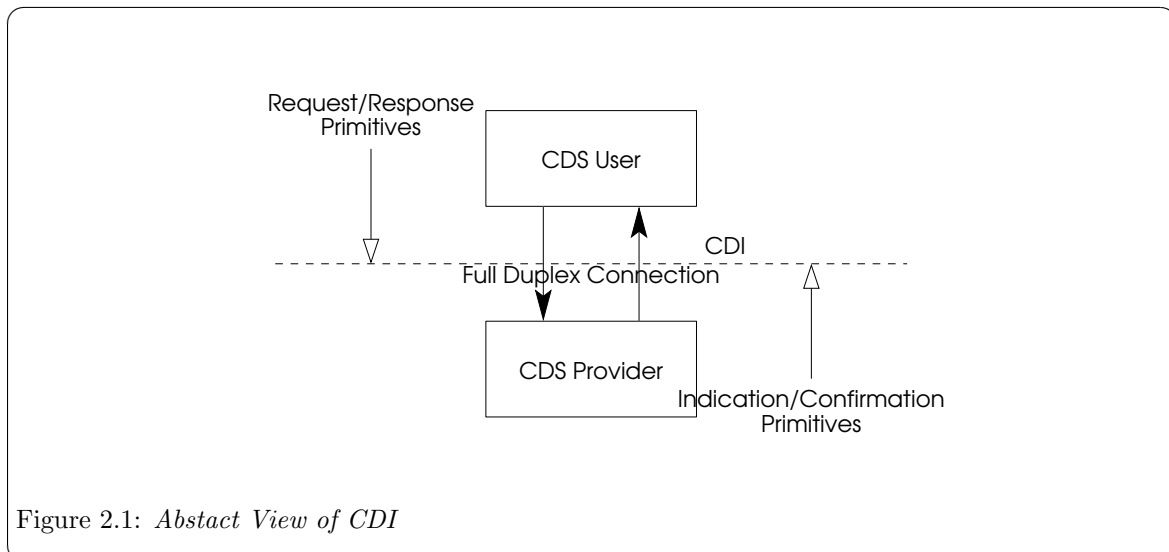 Request/Response
Primitives
CDS User
CDI
Full Duplex Connection
CDS Provider
Indication/Confirmation
Primitives
Figure 2.1: Abstact View of CDI